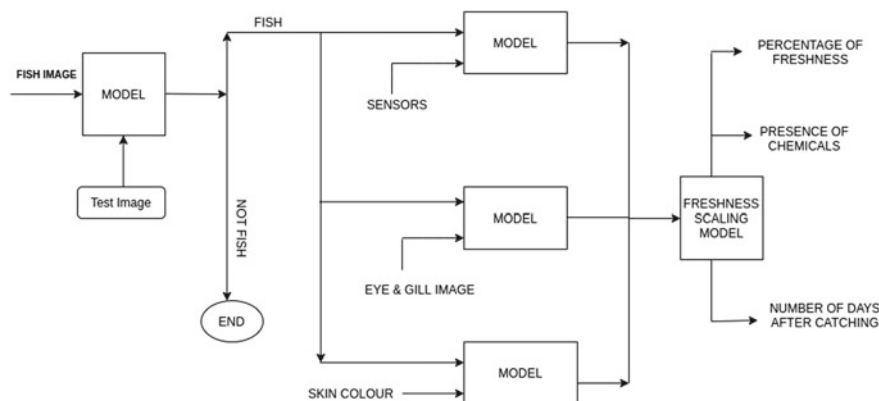 FISH IMAGE
MODEL
Test Image
FISH
NOT FISH
END
MODEL
SENSORS
MODEL
EYE & GILL IMAGE
MODEL
SKIN COLOUR
FRESHNESS
SCALING
MODEL
PERCENTAGE OF
FRESHNESS
PRESENCE OF
CHEMICALS
NUMBER OF DAYS
AFTER CATCHING